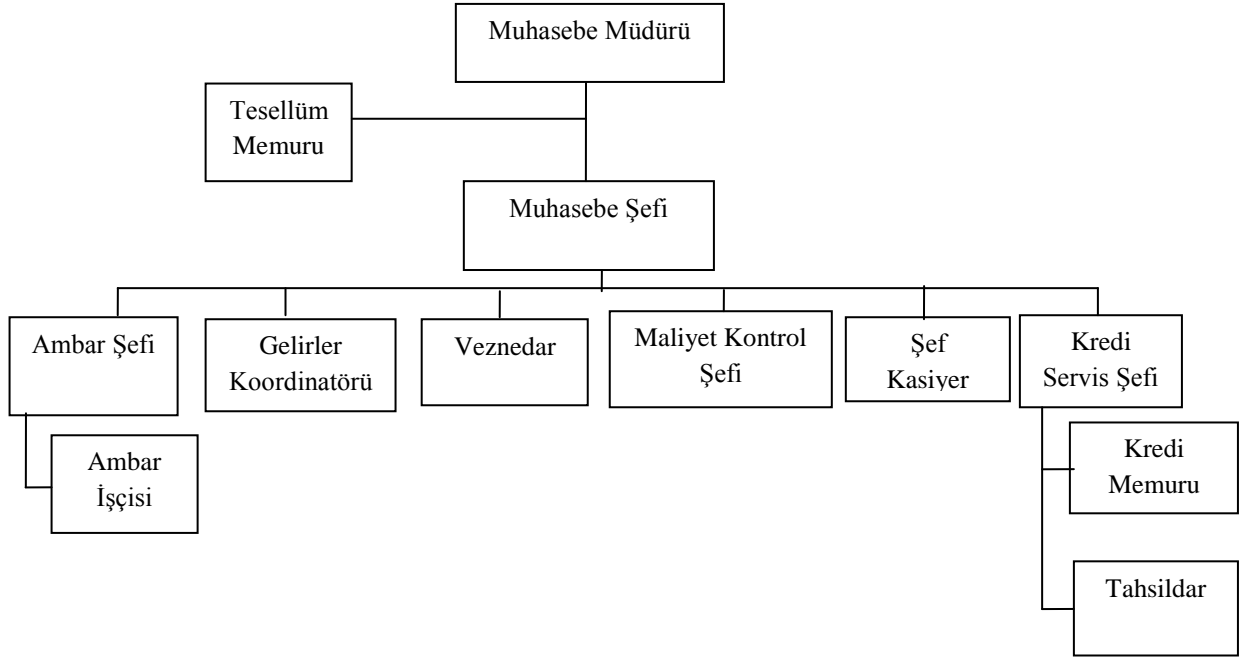 Muhasebe Müdürü
Tesellüm
Memuru
Muhasebe Şefi
Ambar Şefi
Gelirler
Koordinatörü
Veznedar
Maliyet Kontrol
Şefi
Şef
Kasiyer
Kredi
Servis Şefi
Ambar
İşçisi
Kredi
Memuru
Tahsildar